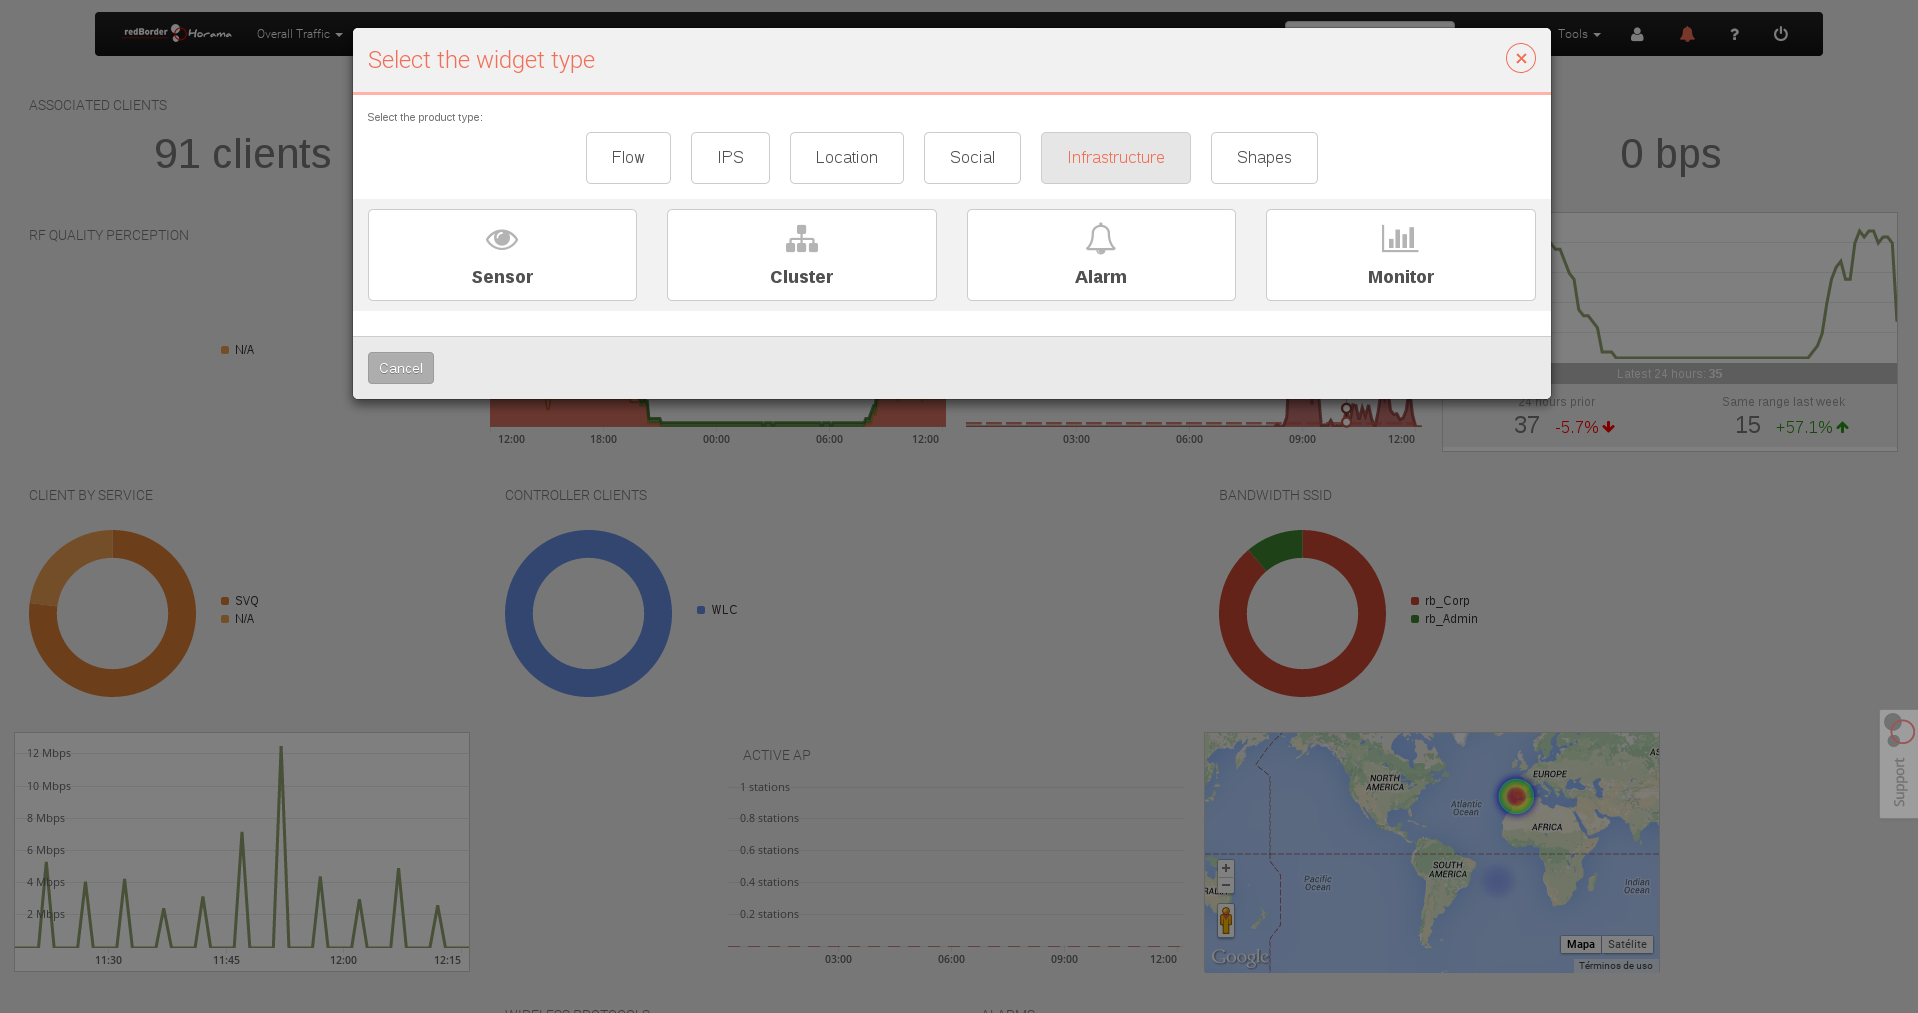 redBorder Horama
Overall Traffic
Tools
?
Select the widget type
Select the product type:
Flow
IPS
Location
Social
Infrastructure
Shapes
Sensor
Cluster
Alarm
Monitor
Cancel
ASSOCIATED CLIENTS
91 clients
0 bps
RF QUALITY PERCEPTION
N/A
12:00 18:00 00:00 06:00 12:00
03:00 06:00 09:00 12:00
Latest 24 hours: 35
24 hours prior
37 -5.7%
Same range last week
15 +57.1%
CLIENT BY SERVICE
SVQ
N/A
CONTROLLER CLIENTS
WLC
BANDWIDTH SSID
rb_Corp
rb_Admin
Support
12 Mbps
10 Mbps
8 Mbps
6 Mbps
4 Mbps
2 Mbps
11:30 11:45 12:00 12:15
ACTIVE AP
1 stations
0.8 stations
0.6 stations
0.4 stations
0.2 stations
03:00 06:00 09:00 12:00
NORTH
AMERICA
EUROPE
AS
Atlantic
Ocean
AFRICA
SOUTH
AMERICA
Pacific
Ocean
Indian
Ocean
RAL
+
−
Google
Mapa Satélite
Términos de uso
WIRELESS PROTOCOLS
ALARMS